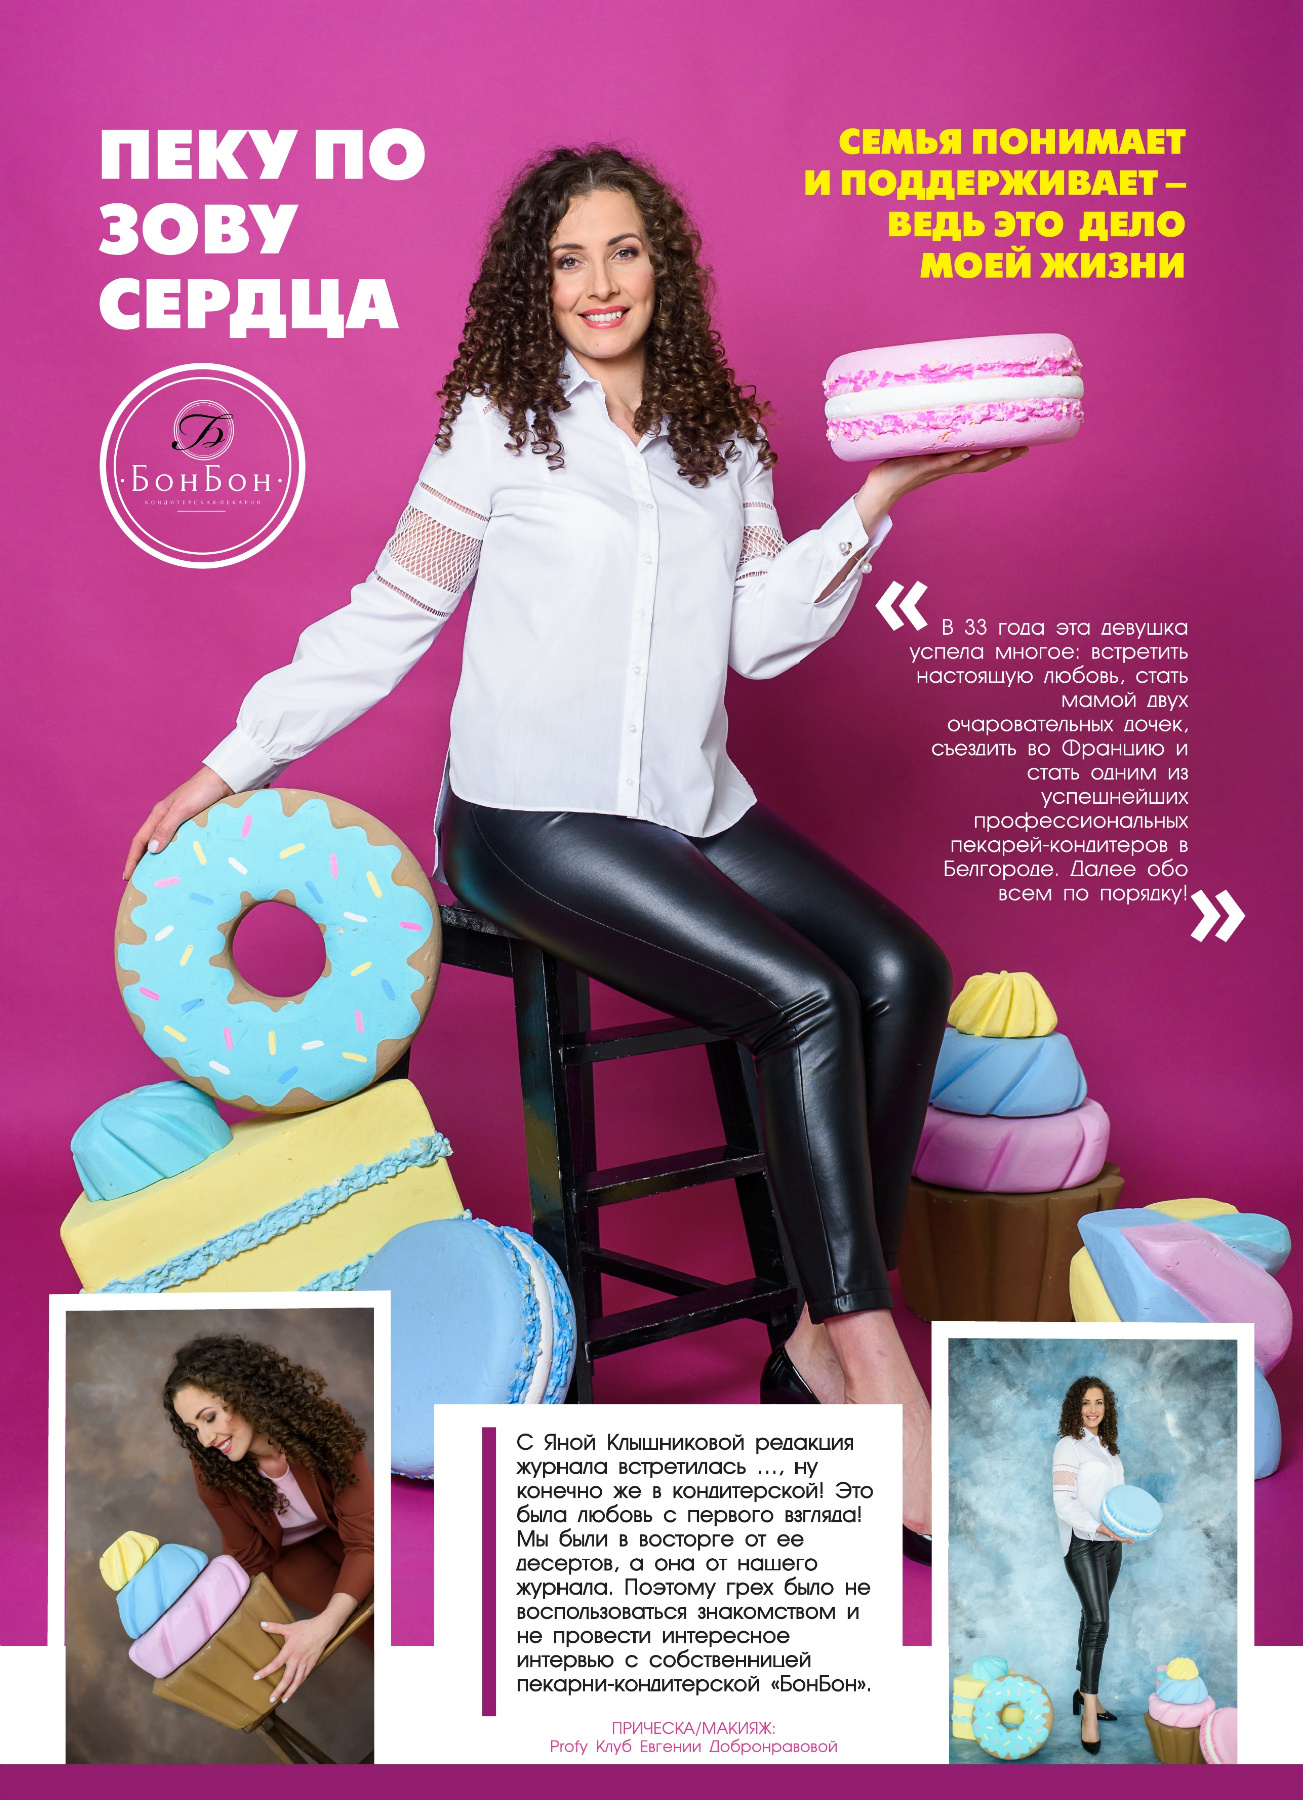 ПЕКУ ПО
ЗОВУ
СЕРДЦА
СЕМЬЯ ПОНИМАЕТ
И ПОДДЕРЖИВАЕТ –
ВЕДЬ ЭТО ДЕЛО
МОЕЙ ЖИЗНИ
Б
·БонБон·
КОНДИТЕРСКАЯ-ПЕКАРНЯ
«
В 33 года эта девушка
успела многое: встретить
настоящую любовь, стать
мамой двух
очаровательных дочек,
съездить во Францию и
стать одним из
успешнейших
профессиональных
пекарей-кондитеров в
Белгороде. Далее обо
всем по порядку!
»
С Яной Клышниковой редакция
журнала встретилась ..., ну
конечно же в кондитерской! Это
была любовь с первого взгляда!
Мы были в восторге от ее
десертов, а она от нашего
журнала. Поэтому грех было не
воспользоваться знакомством и
не провести интересное
интервью с собственницей
пекарни-кондитерской «БонБон».
ПРИЧЕСКА/МАКИЯЖ:
Profy Клуб Евгении Добронравовой